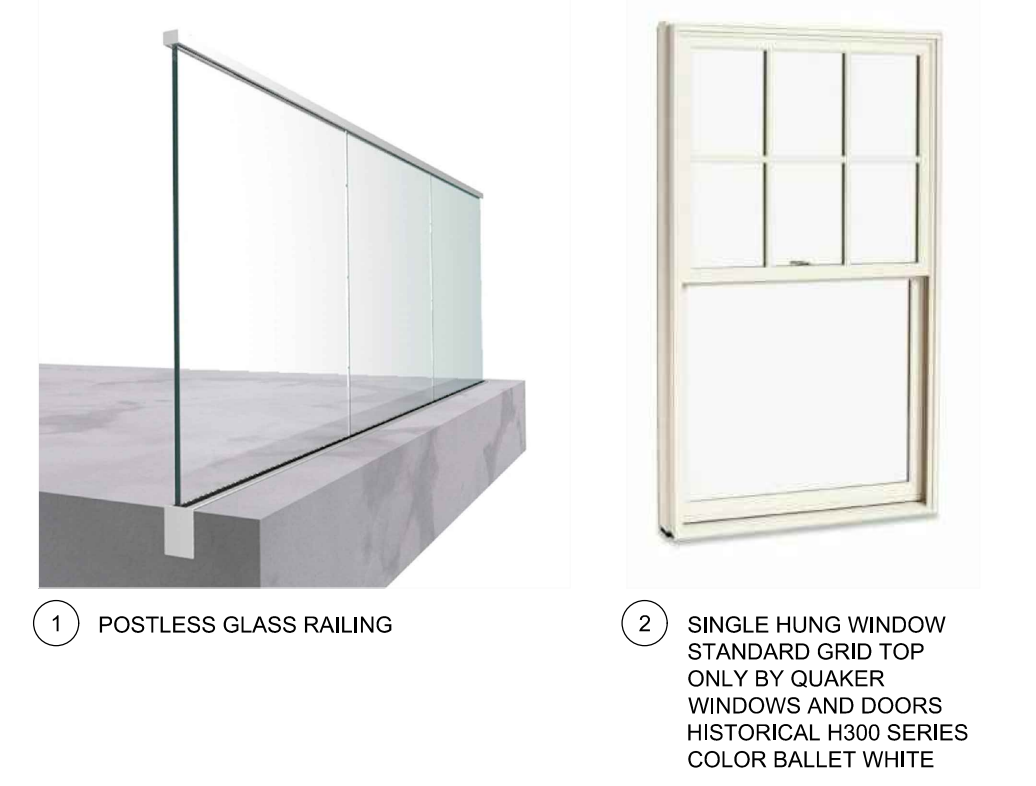 1 POSTLESS GLASS RAILING
2 SINGLE HUNG WINDOW
STANDARD GRID TOP
ONLY BY QUAKER
WINDOWS AND DOORS
HISTORICAL H300 SERIES
COLOR BALLET WHITE